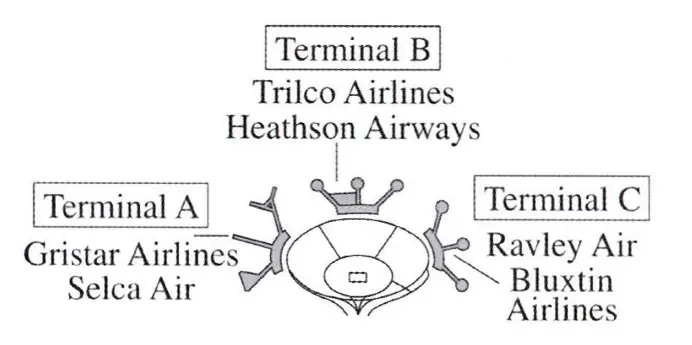 Terminal B
Trilco Airlines
Heathson Airways
Terminal A
Gristar Airlines
Selca Air
Terminal C
Ravley Air
Bluxtin
Airlines